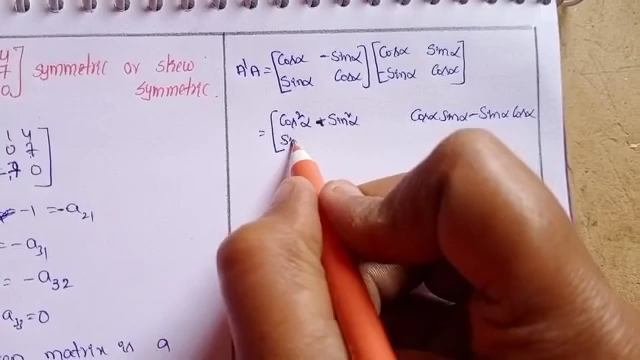 4
7
0] symmetric or skew
symmetric.
1 4
0 7
-7 0]
-1 = -a21
= -a31
= -a32
a33 = 0
matrix is a
A'A = [Cosα -Sinα] [Cosα Sinα]
[Sinα Cosα] [-Sinα Cosα]
= [Cos²α + Sin²α Cosα Sinα - Sinα Cosα
Si